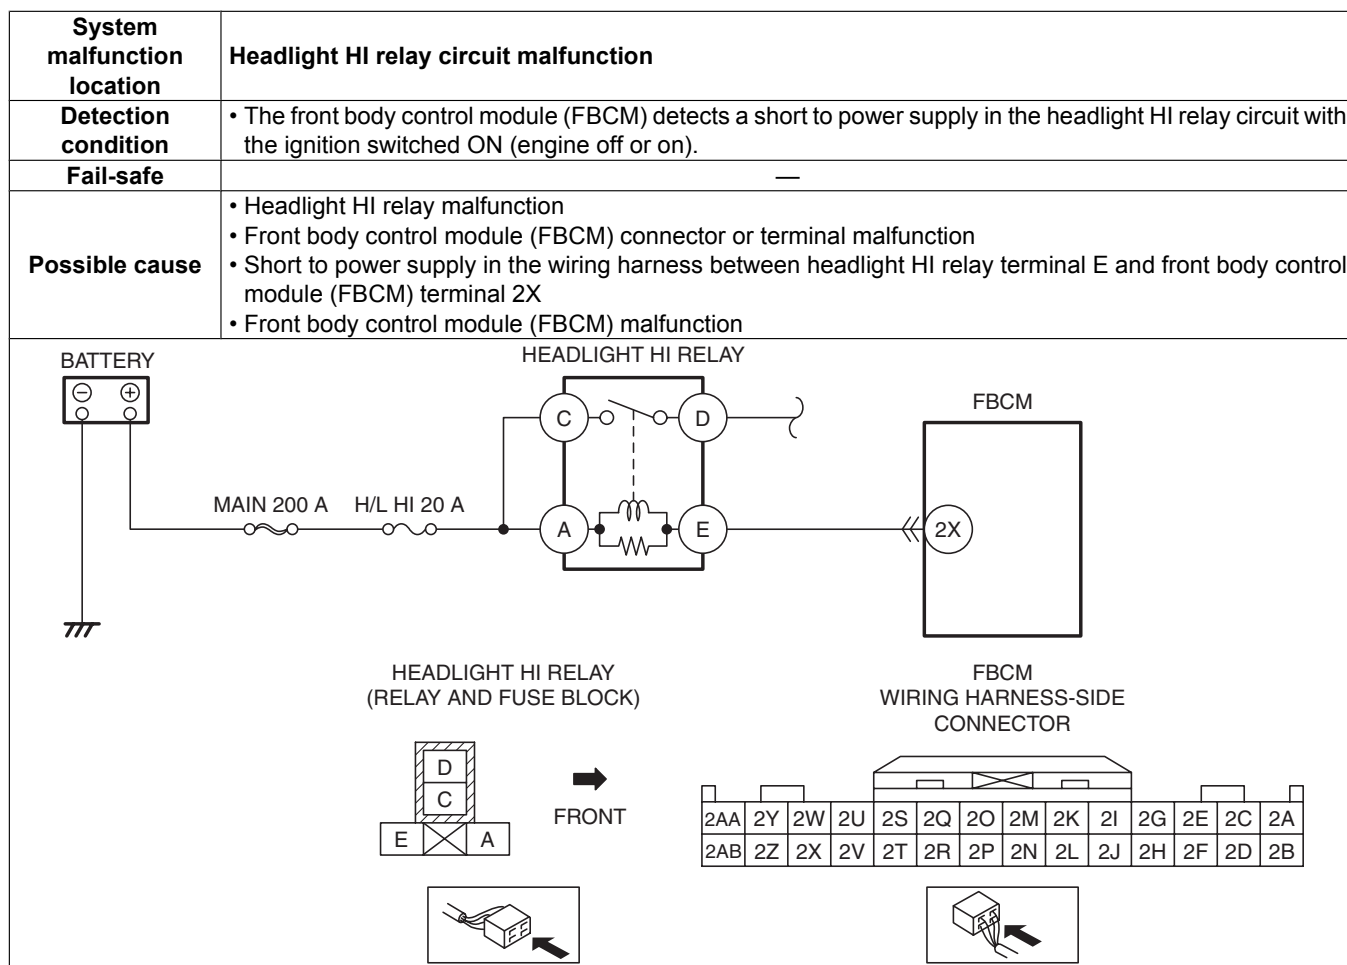 System
malfunction
location
Headlight HI relay circuit malfunction
Detection
condition
• The front body control module (FBCM) detects a short to power supply in the headlight HI relay circuit with
the ignition switched ON (engine off or on).
Fail-safe
—
Possible cause
• Headlight HI relay malfunction
• Front body control module (FBCM) connector or terminal malfunction
• Short to power supply in the wiring harness between headlight HI relay terminal E and front body control
module (FBCM) terminal 2X
• Front body control module (FBCM) malfunction
BATTERY
HEADLIGHT HI RELAY
FBCM
− +
C D
MAIN 200 A H/L HI 20 A
A E
2X
HEADLIGHT HI RELAY
(RELAY AND FUSE BLOCK)
D
C
E A
FRONT
FBCM
WIRING HARNESS-SIDE
CONNECTOR
2AA 2Y 2W 2U 2S 2Q 2O 2M 2K 2I 2G 2E 2C 2A
2AB 2Z 2X 2V 2T 2R 2P 2N 2L 2J 2H 2F 2D 2B